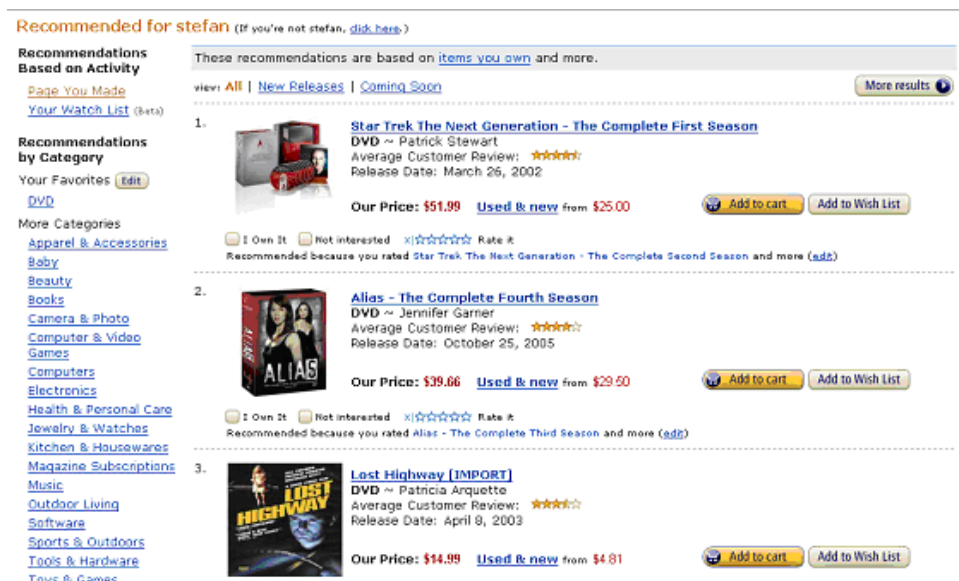 Recommended for stefan (If you're not stefan, click here.)
Recommendations
Based on Activity
Page You Made
Your Watch List (Beta)
Recommendations
by Category
Your Favorites Edit
DVD
More Categories
Apparel & Accessories
Baby
Beauty
Books
Camera & Photo
Computer & Video
Games
Computers
Electronics
Health & Personal Care
Jewelry & Watches
Kitchen & Housewares
Magazine Subscriptions
Music
Outdoor Living
Software
Sports & Outdoors
Tools & Hardware
Toys & Games
These recommendations are based on items you own and more.
view: All | New Releases | Coming Soon
More results
1.
Star Trek The Next Generation - The Complete First Season
DVD ~ Patrick Stewart
Average Customer Review:
Release Date: March 26, 2002
Our Price: $51.99 Used & new from $25.00
Add to cart Add to Wish List
I Own It Not interested x| Rate it
Recommended because you rated Star Trek The Next Generation - The Complete Second Season and more (edit)
2.
ALIAS
Alias - The Complete Fourth Season
DVD ~ Jennifer Garner
Average Customer Review:
Release Date: October 25, 2005
Our Price: $39.66 Used & new from $29.50
Add to cart Add to Wish List
I Own It Not interested x| Rate it
Recommended because you rated Alias - The Complete Third Season and more (edit)
3.
LOST
HIGHWAY
Lost Highway [IMPORT]
DVD ~ Patricia Arquette
Average Customer Review:
Release Date: April 8, 2003
Our Price: $14.99 Used & new from $4.81
Add to cart Add to Wish List